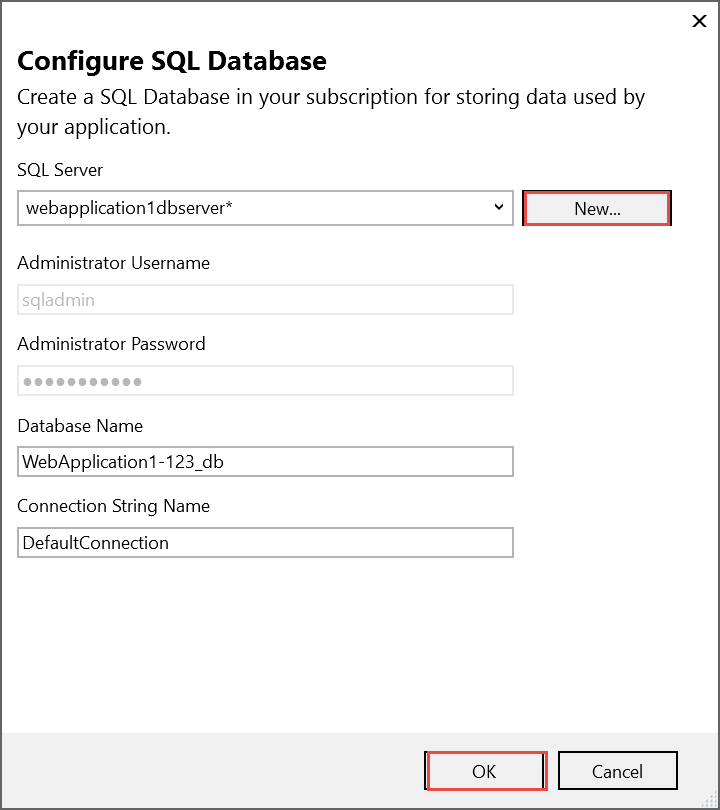 Configure SQL Database
Create a SQL Database in your subscription for storing data used by
your application.
SQL Server
webapplication1dbserver*
New...
Administrator Username
sqladmin
Administrator Password
●●●●●●●●●●●
Database Name
WebApplication1-123_db
Connection String Name
DefaultConnection
OK
Cancel